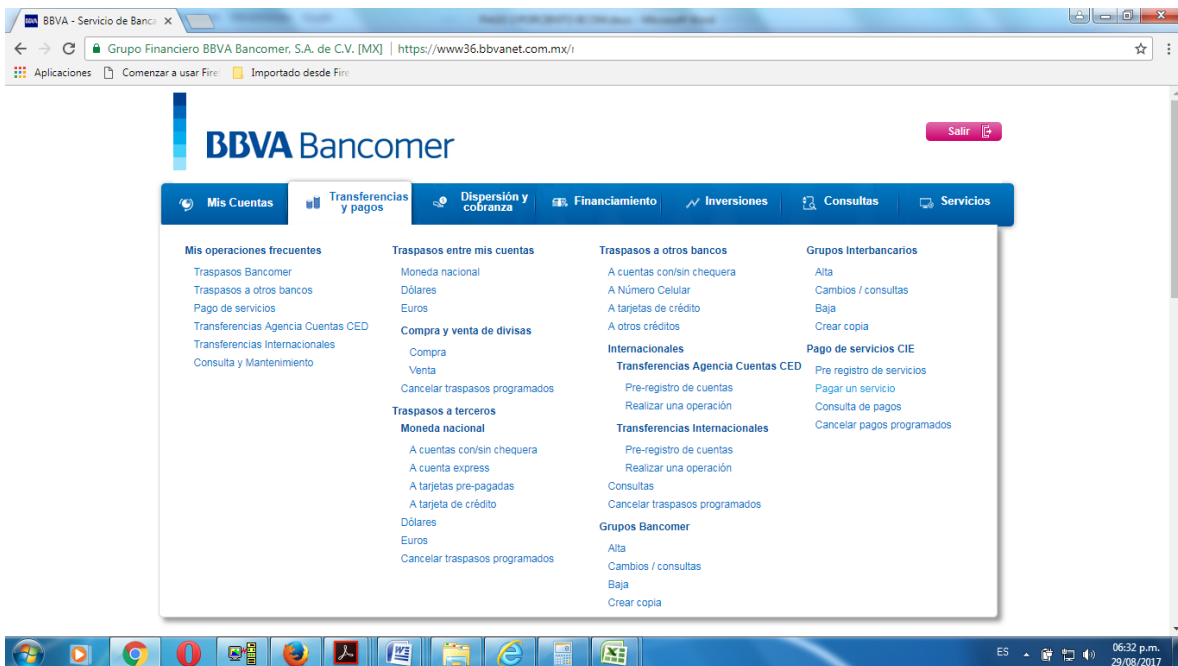 BBVA - Servicio de Banca
Grupo Financiero BBVA Bancomer, S.A. de C.V. [MX] | https://www36.bbvanet.com.mx/
Aplicaciones Comenzar a usar Fire Importado desde Fire
BBVA Bancomer
Salir
Mis Cuentas
Transferencias
y pagos
Dispersión y
cobranza
Financiamiento
Inversiones
Consultas
Servicios
Mis operaciones frecuentes
Traspasos Bancomer
Traspasos a otros bancos
Pago de servicios
Transferencias Agencia Cuentas CED
Transferencias Internacionales
Consulta y Mantenimiento
Traspasos entre mis cuentas
Moneda nacional
Dólares
Euros
Compra y venta de divisas
Compra
Venta
Cancelar traspasos programados
Traspasos a terceros
Moneda nacional
A cuentas con/sin chequera
A cuenta express
A tarjetas pre-pagadas
A tarjeta de crédito
Dólares
Euros
Cancelar traspasos programados
Traspasos a otros bancos
A cuentas con/sin chequera
A Número Celular
A tarjetas de crédito
A otros créditos
Internacionales
Transferencias Agencia Cuentas CED
Pre-registro de cuentas
Realizar una operación
Transferencias Internacionales
Pre-registro de cuentas
Realizar una operación
Consultas
Cancelar traspasos programados
Grupos Bancomer
Alta
Cambios / consultas
Baja
Crear copia
Grupos Interbancarios
Alta
Cambios / consultas
Baja
Crear copia
Pago de servicios CIE
Pre registro de servicios
Pagar un servicio
Consulta de pagos
Cancelar pagos programados
ES
06:32 p.m.
29/08/2017